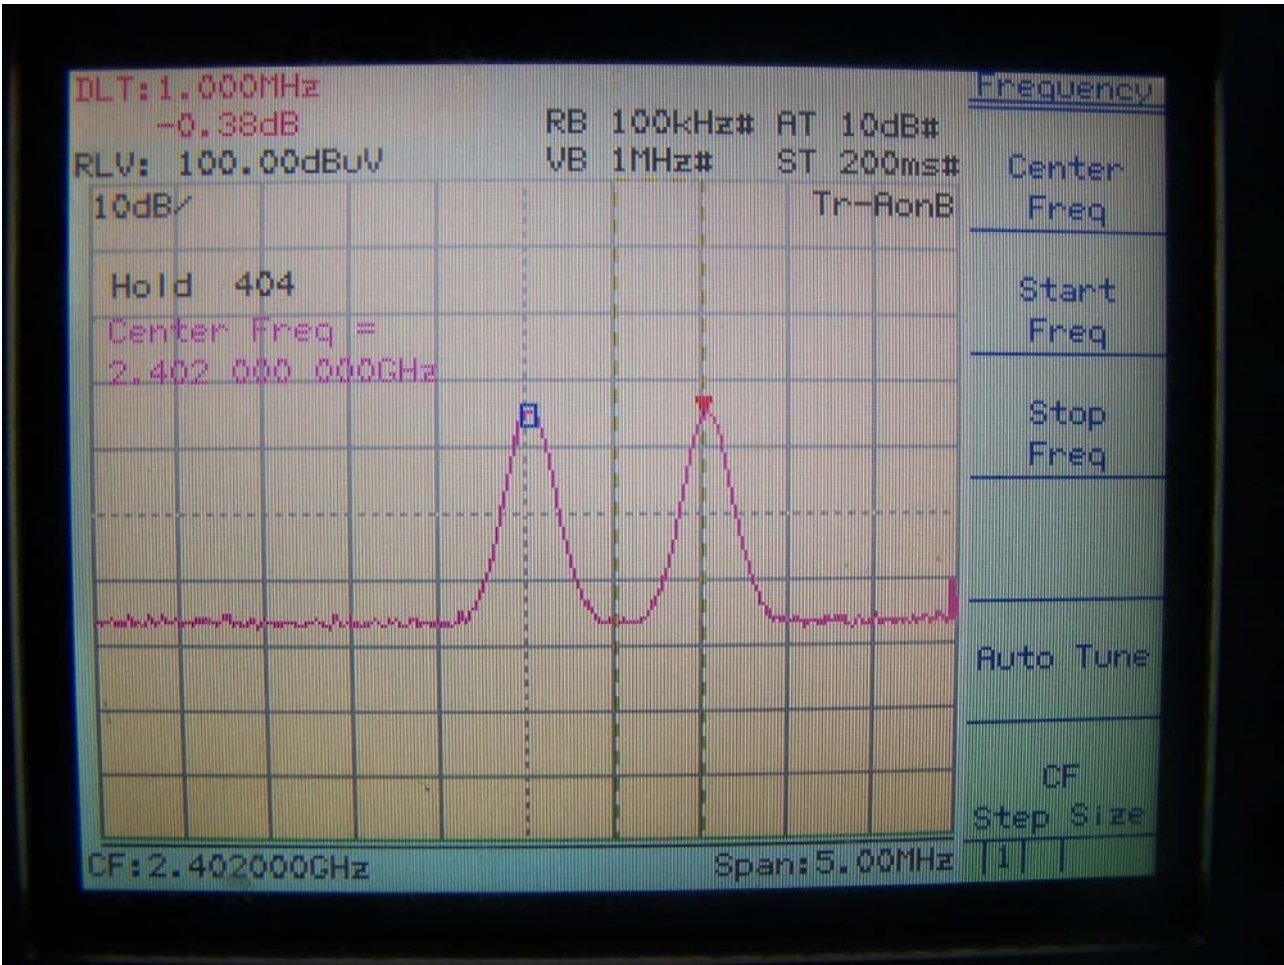 DLT:1.000MHz
-0.38dB
RLV: 100.00dBuV
RB 100kHz# AT 10dB#
VB 1MHz# ST 200ms#
10dB/
Tr-AonB
Hold 404
Center Freq =
2.402 000 000GHz
CF:2.402000GHz
Span:5.00MHz
Frequency
Center
Freq
Start
Freq
Stop
Freq
Auto Tune
CF
Step Size
1